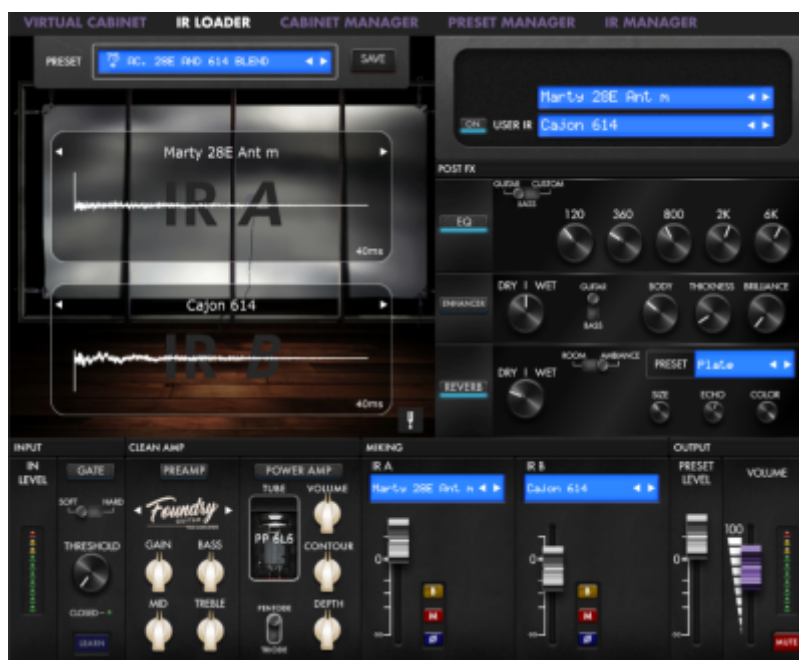 VIRTUAL CABINET IR LOADER CABINET MANAGER PRESET MANAGER IR MANAGER
PRESET AC. 28E AND 614 BLEND SAVE
Marty 28E Ant m
ON USER IR Cajon 614
Marty 28E Ant m
IR A
40ms
Cajon 614
IR B
40ms
POST FX
GUITAR CUSTOM
BASS
EQ
120 360 800 2K 6K
ENHANCER
DRY | WET GUITAR BODY THICKNESS BRILLIANCE
BASS
REVERB
DRY | WET ROOM AMBIANCE PRESET Plate
SIZE ECHO COLOR
INPUT CLEAN AMP MIKING OUTPUT
IN LEVEL
GATE
SOFT HARD
THRESHOLD
CLOSED
LEARN
PREAMP
Foundry
GUITAR
GAIN BASS
MID TREBLE
POWER AMP
TUBE VOLUME
PP 6L6
CONTOUR
PENTODE DEPTH
TRIODE
IR A
Marty 28E Ant m
0
-∞
M
Ø
IR B
Cajon 614
0
-∞
M
Ø
PRESET LEVEL VOLUME
100
0
-∞
MUTE